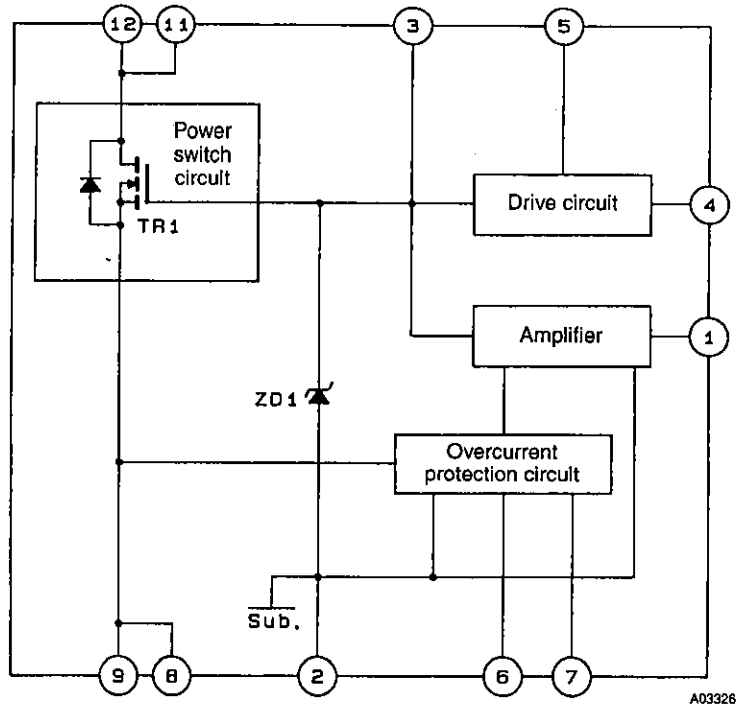 12 11 3 5
Power
switch
circuit
TR1
Drive circuit
4
Amplifier
1
ZD1
Overcurrent
protection circuit
Sub.
9 8 2 6 7
A03326